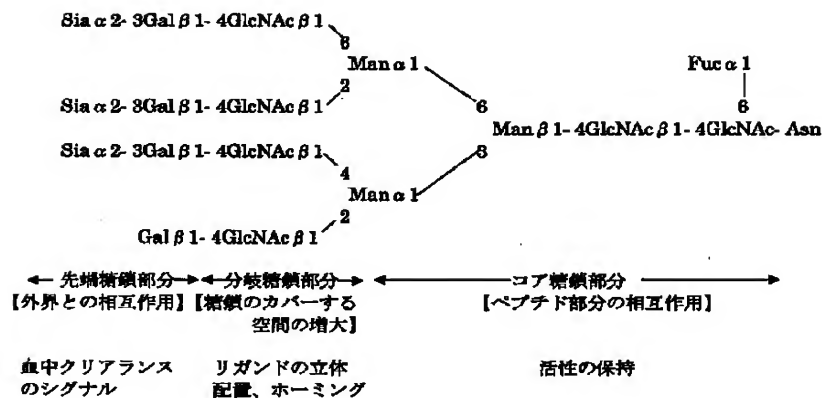 Sia α 2- 3Gal β 1- 4GlcNAc β 1
6
Man α 1
Fuc α 1
2
Sia α 2- 3Gal β 1- 4GlcNAc β 1
6
6
Man β 1- 4GlcNAc β 1- 4GlcNAc- Asn
Sia α 2- 3Gal β 1- 4GlcNAc β 1
3
4
Man α 1
2
Gal β 1- 4GlcNAc β 1
← 先端糖鎖部分 →← 分岐糖鎖部分 → ← コア糖鎖部分 →
【外界との相互作用】【糖鎖のカバーする 【ペプチド部分の相互作用】
空間の増大】
血中クリアランス リガンドの立体 活性の保持
のシグナル 配置、ホーミング